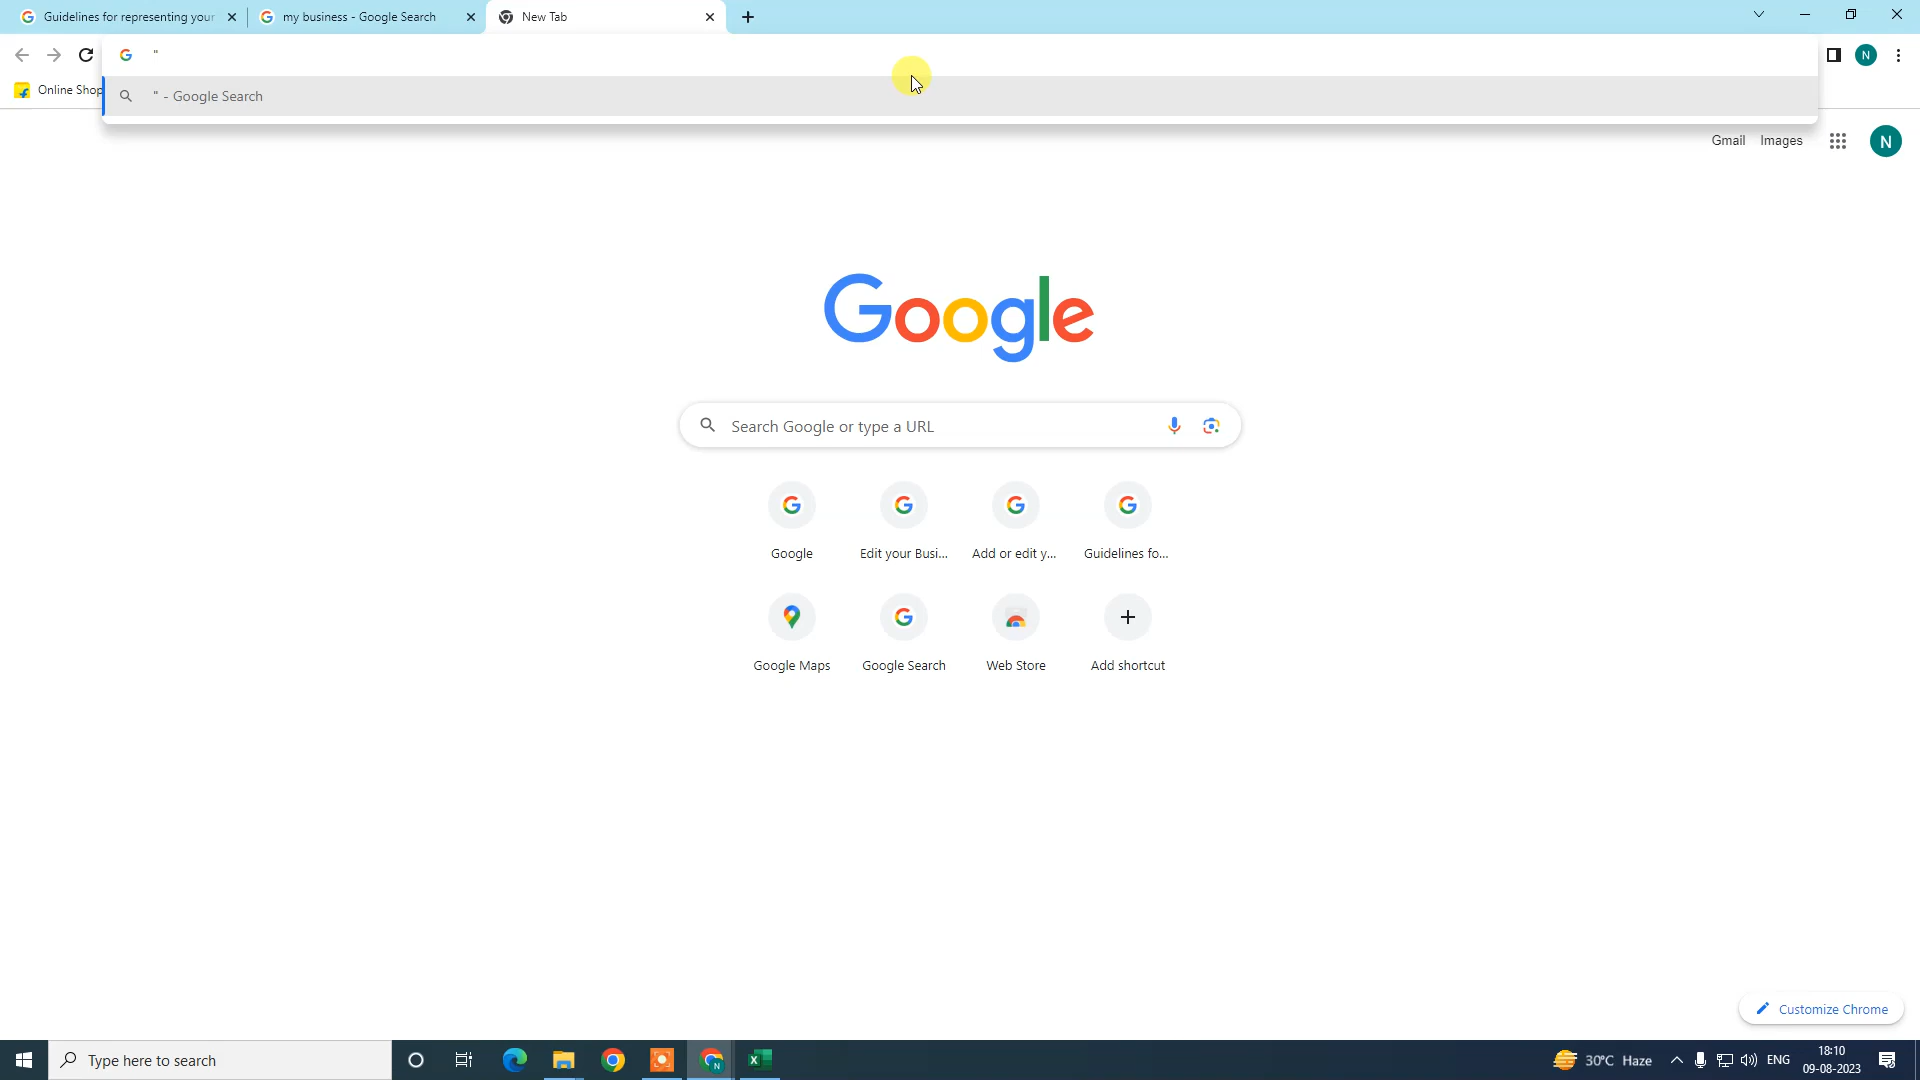 Guidelines for representing your
my business - Google Search
New Tab
"
Online Shop
" - Google Search
Gmail
Images
N
N
Google
Search Google or type a URL
Google
Edit your Busi...
Add or edit y...
Guidelines fo...
Google Maps
Google Search
Web Store
Add shortcut
Customize Chrome
Type here to search
N
30°C Haze
ENG
18:10
09-08-2023